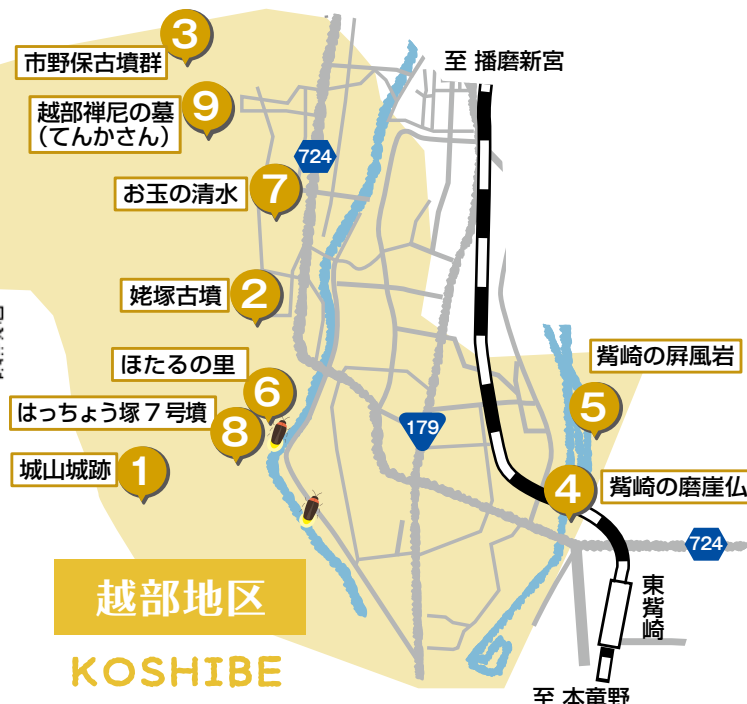 3
市野保古墳群
至 播磨新宮
9
越部禅尼の墓
（てんかさん）
724
7
お玉の清水
2
姥塚古墳
ほたるの里
6
觜崎の屏風岩
5
はっちょう塚７号墳
8
179
城山城跡
1
4
觜崎の磨崖仏
724
越部地区
KOSHIBE
東觜崎
至 本竜野